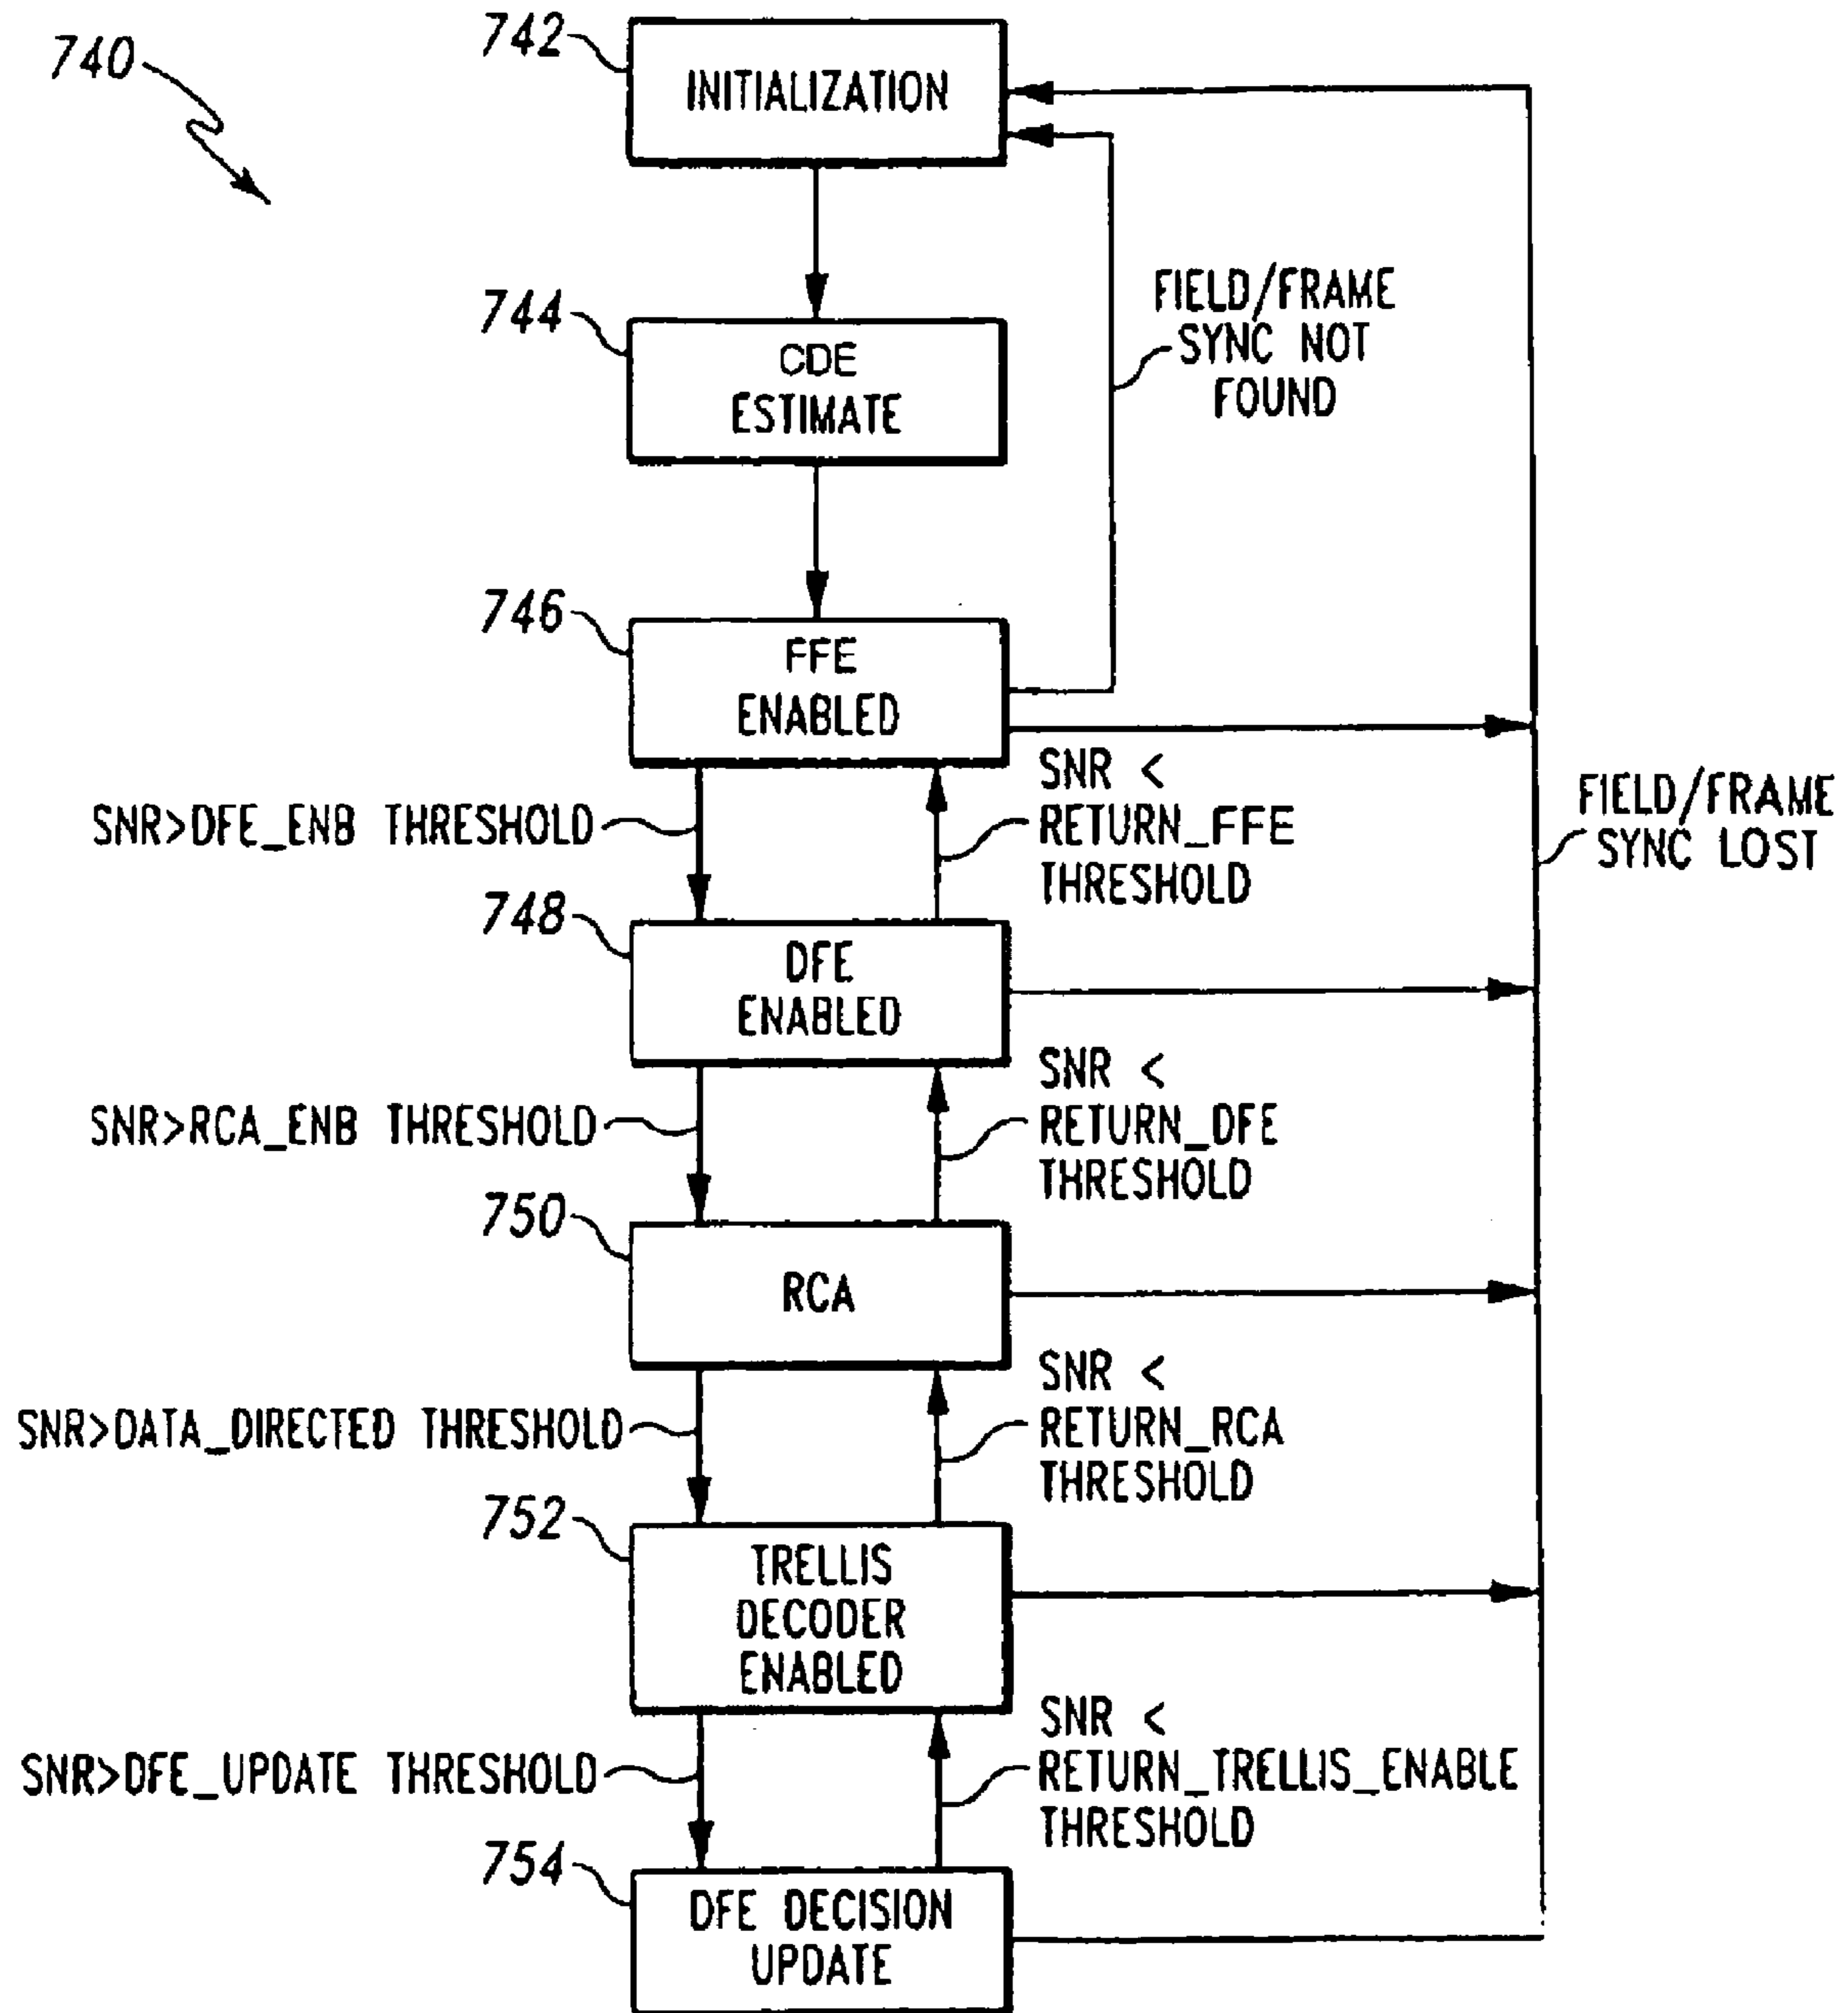 740
742
INITIALIZATION
744
CDE
ESTIMATE
FIELD/FRAME
SYNC NOT
FOUND
746
FFE
ENABLED
SNR>DFE_ENB THRESHOLD
SNR <
RETURN_FFE
THRESHOLD
FIELD/FRAME
SYNC LOST
748
DFE
ENABLED
SNR>RCA_ENB THRESHOLD
SNR <
RETURN_DFE
THRESHOLD
750
RCA
SNR>DATA_DIRECTED THRESHOLD
SNR <
RETURN_RCA
THRESHOLD
752
TRELLIS
DECODER
ENABLED
SNR>DFE_UPDATE THRESHOLD
SNR <
RETURN_TRELLIS_ENABLE
THRESHOLD
754
DFE DECISION
UPDATE